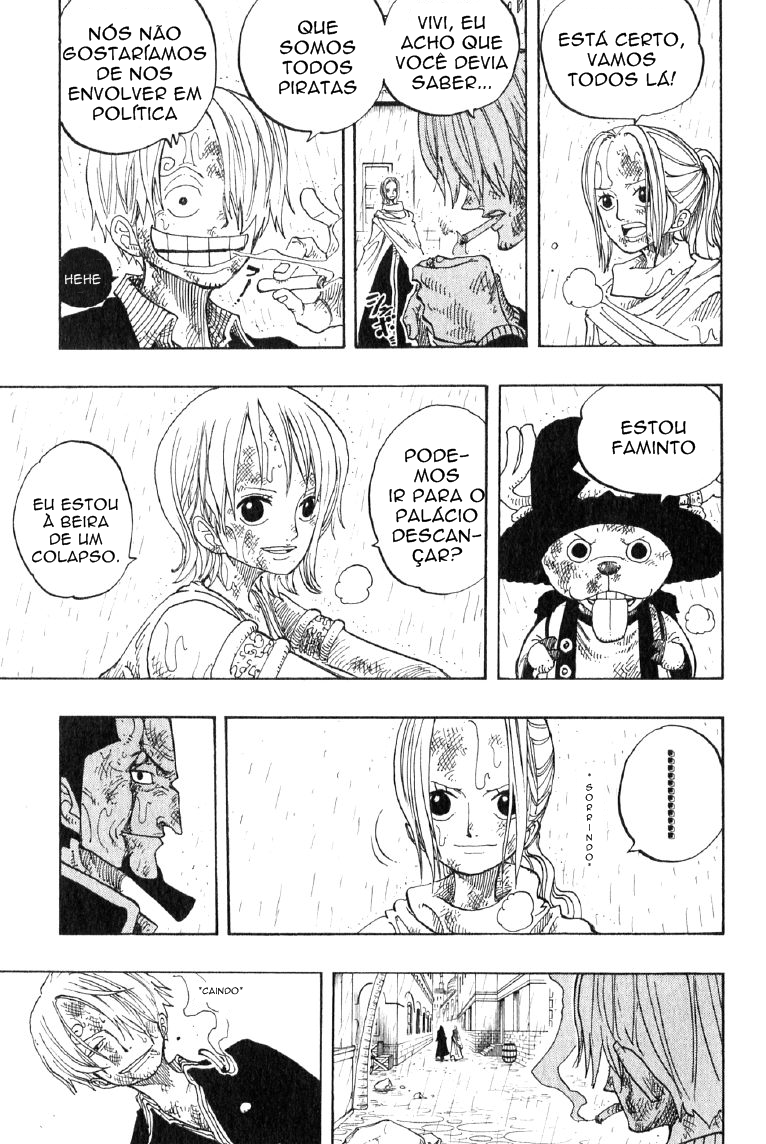 ESTÁ CERTO,
VAMOS
TODOS LÁ!
VIVI, EU
ACHO QUE
VOCÊ DEVIA
SABER...
QUE
SOMOS
TODOS
PIRATAS
NÓS NÃO
GOSTARÍAMOS
DE NOS
ENVOLVER EM
POLÍTICA
HEHE
ESTOU
FAMINTO
PODE-
MOS
IR PARA O
PALÁCIO
DESCAN-
ÇAR?
EU ESTOU
À BEIRA
DE UM
COLAPSO.
*SORRINDO*
*CAINDO*